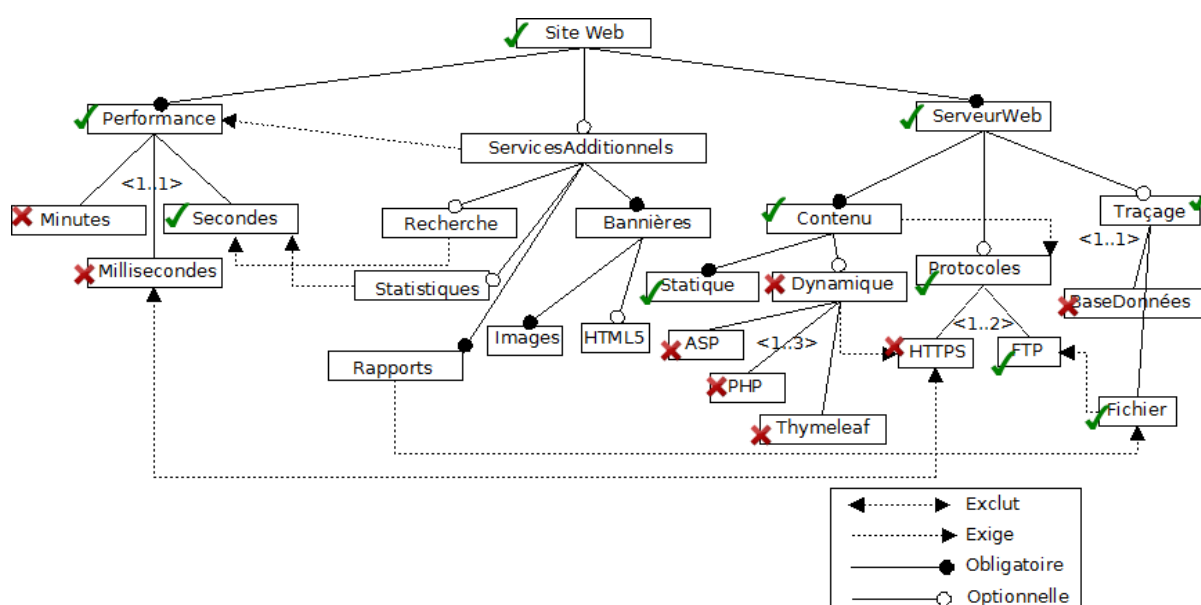 Site Web
Performance
ServeurWeb
ServicesAdditionnels
<1..1>
Minutes
Secondes
Recherche
Bannières
Contenu
Traçage
<1..1>
Millisecondes
Statistiques
Statique
Dynamique
Protocoles
BaseDonnées
Images
HTML5
ASP
<1..3>
HTTPS
<1..2>
FTP
Rapports
PHP
Thymeleaf
Fichier
Exclut
Exige
Obligatoire
Optionnelle